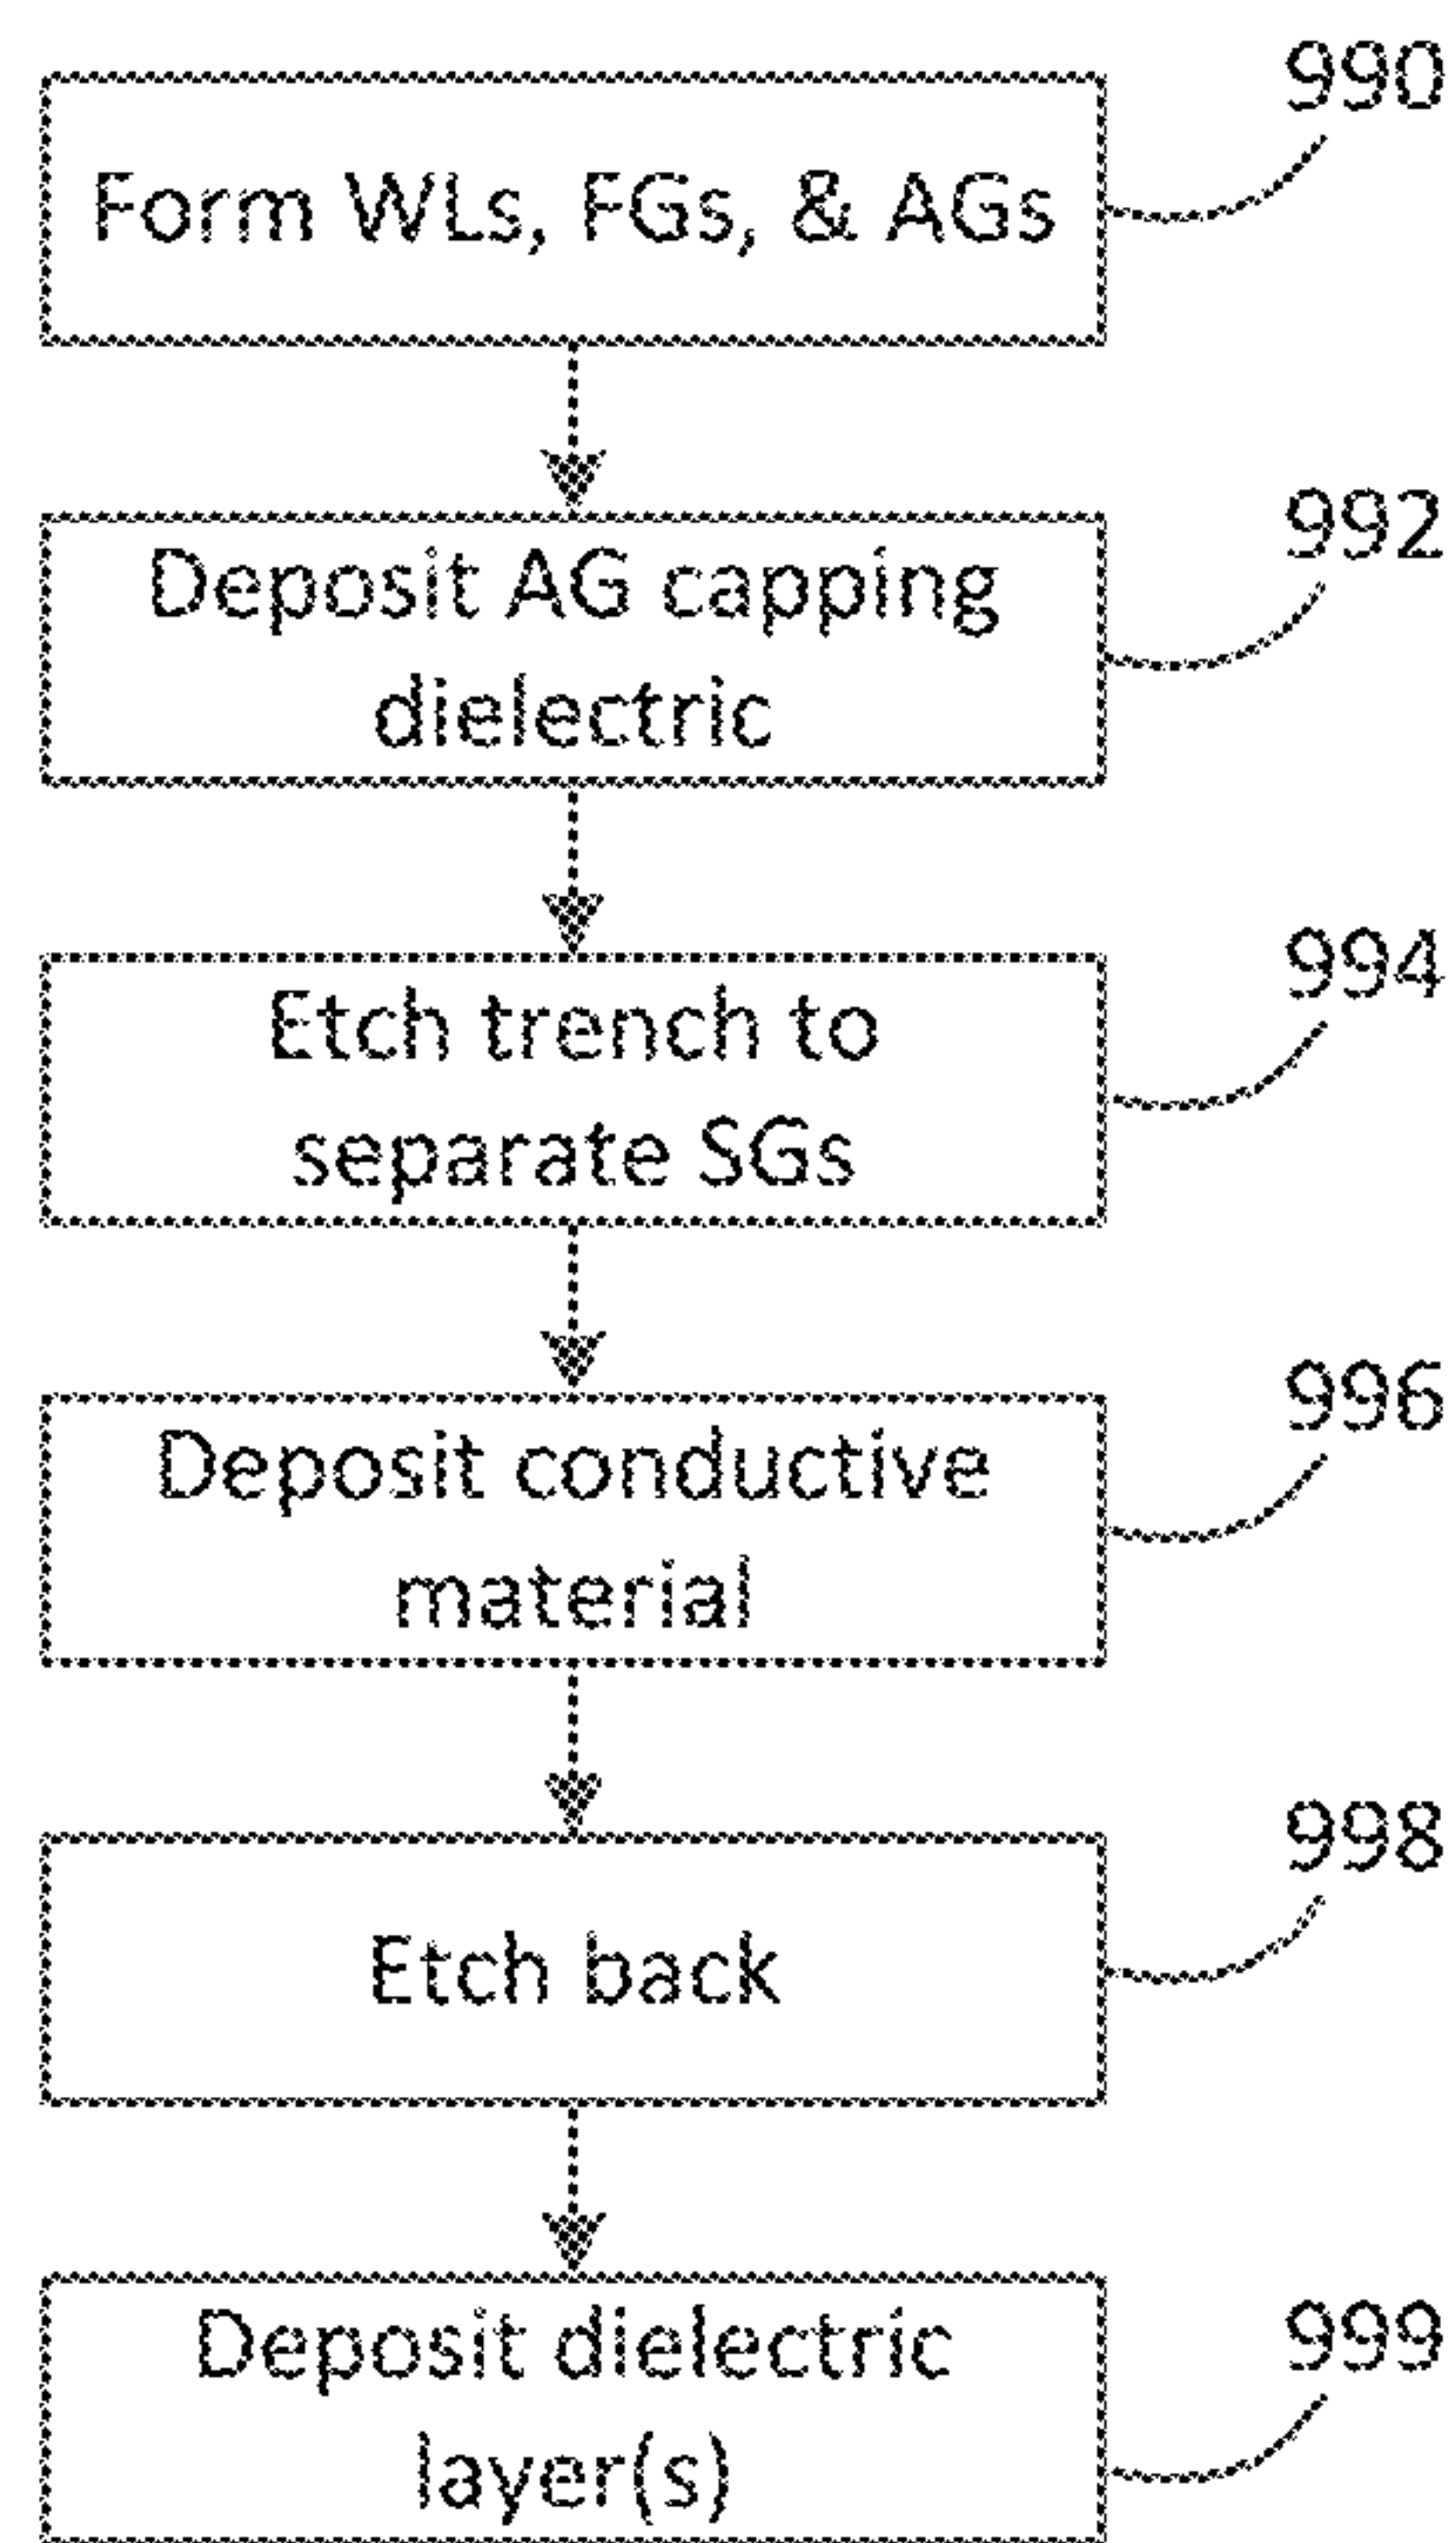 990
Form WLs, FGs, & AGs
992
Deposit AG capping
dielectric
994
Etch trench to
separate SGs
996
Deposit conductive
material
998
Etch back
999
Deposit dielectric
layer(s)